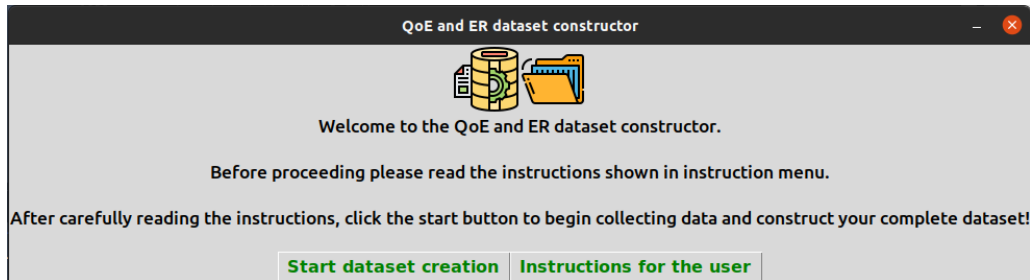 QoE and ER dataset constructor
Welcome to the QoE and ER dataset constructor.
Before proceeding please read the instructions shown in instruction menu.
After carefully reading the instructions, click the start button to begin collecting data and construct your complete dataset!
Start dataset creation Instructions for the user